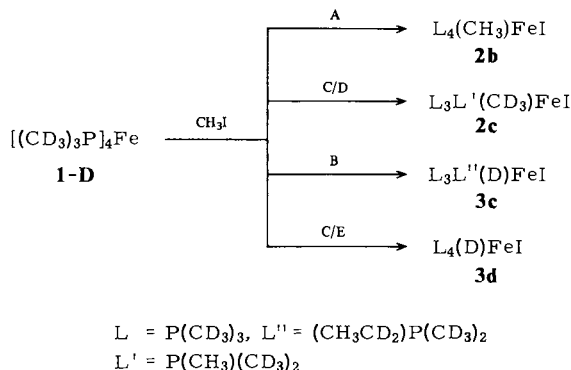 A
L₄(CH₃)FeI
2b
C/D
L₃L'(CD₃)FeI
2c
[(CD₃)₃P]₄Fe
CH₃I
1-D
B
L₃L"(D)FeI
3c
C/E
L₄(D)FeI
3d
L = P(CD₃)₃, L" = (CH₃CD₂)P(CD₃)₂
L' = P(CH₃)(CD₃)₂